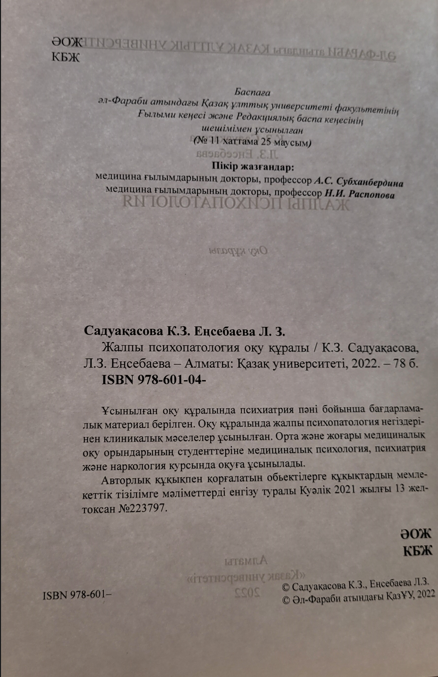 ӘОЖ
КБЖ
Баспаға
әл-Фараби атындағы Қазақ ұлттық университеті факультетінің
Ғылыми кеңесі және Редакциялық баспа кеңесінің
шешімімен ұсынылған
(№ 11 хаттама 25 маусым)
Пікір жазғандар:
медицина ғылымдарының докторы, профессор А.С. Субханбердина
медицина ғылымдарының докторы, профессор Н.И. Распопова
Садуақасова К.З. Еңсебаева Л. З.
Жалпы психопатология оқу құралы / К.З. Садуақасова,
Л.З. Еңсебаева – Алматы: Қазақ университеті, 2022. – 78 б.
ISBN 978-601-04-
Ұсынылған оқу құралында психиатрия пәні бойынша бағдарлама-
лық материал берілген. Оқу құралында жалпы психопатология негіздері-
нен клиникалық мәселелер ұсынылған. Орта және жоғары медициналық
оқу орындарының студенттеріне медициналық психология, психиатрия
және наркология курсында оқуға ұсынылады.
Авторлық құқықпен қорғалатын обьектілерге құқықтардың мемле-
кеттік тізілімге мәліметтерді енгізу туралы Куәлік 2021 жылғы 13 жел-
тоқсан №223797.
ӘОЖ
КБЖ
ISBN 978-601–
© Садуақасова К.З., Еңсебаева Л.З.
© Әл-Фараби атындағы ҚазҰУ, 2022